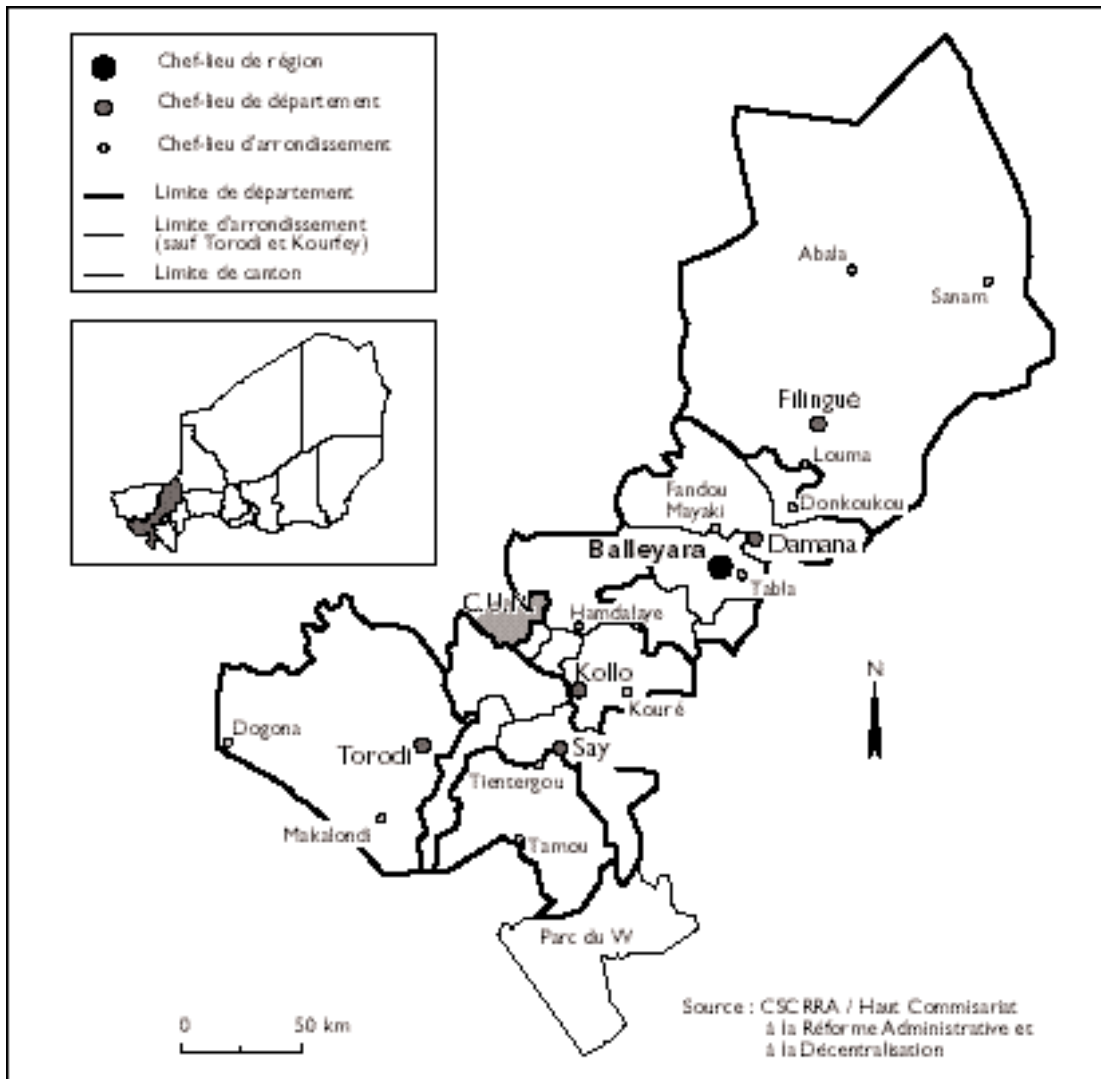 Chef-lieu de région
Chef-lieu de département
Chef-lieu d'arrondissement
Limite de département
Limite d'arrondissement
(sauf Torodi et Kourfey)
Limite de canton
Abala
Sanam
Filingué
Louma
Fandou
Mayaki
Donkoukou
Damana
Balleyara
Tabla
Hamdalaye
Kollo
Kouré
N
Dogona
Torodi
Say
Tientergou
Makalondi
Tamou
Parc du W
0 50 km
Source : CSCRRA / Haut Commisariat
à la Réforme Administrative et
à la Décentralisation